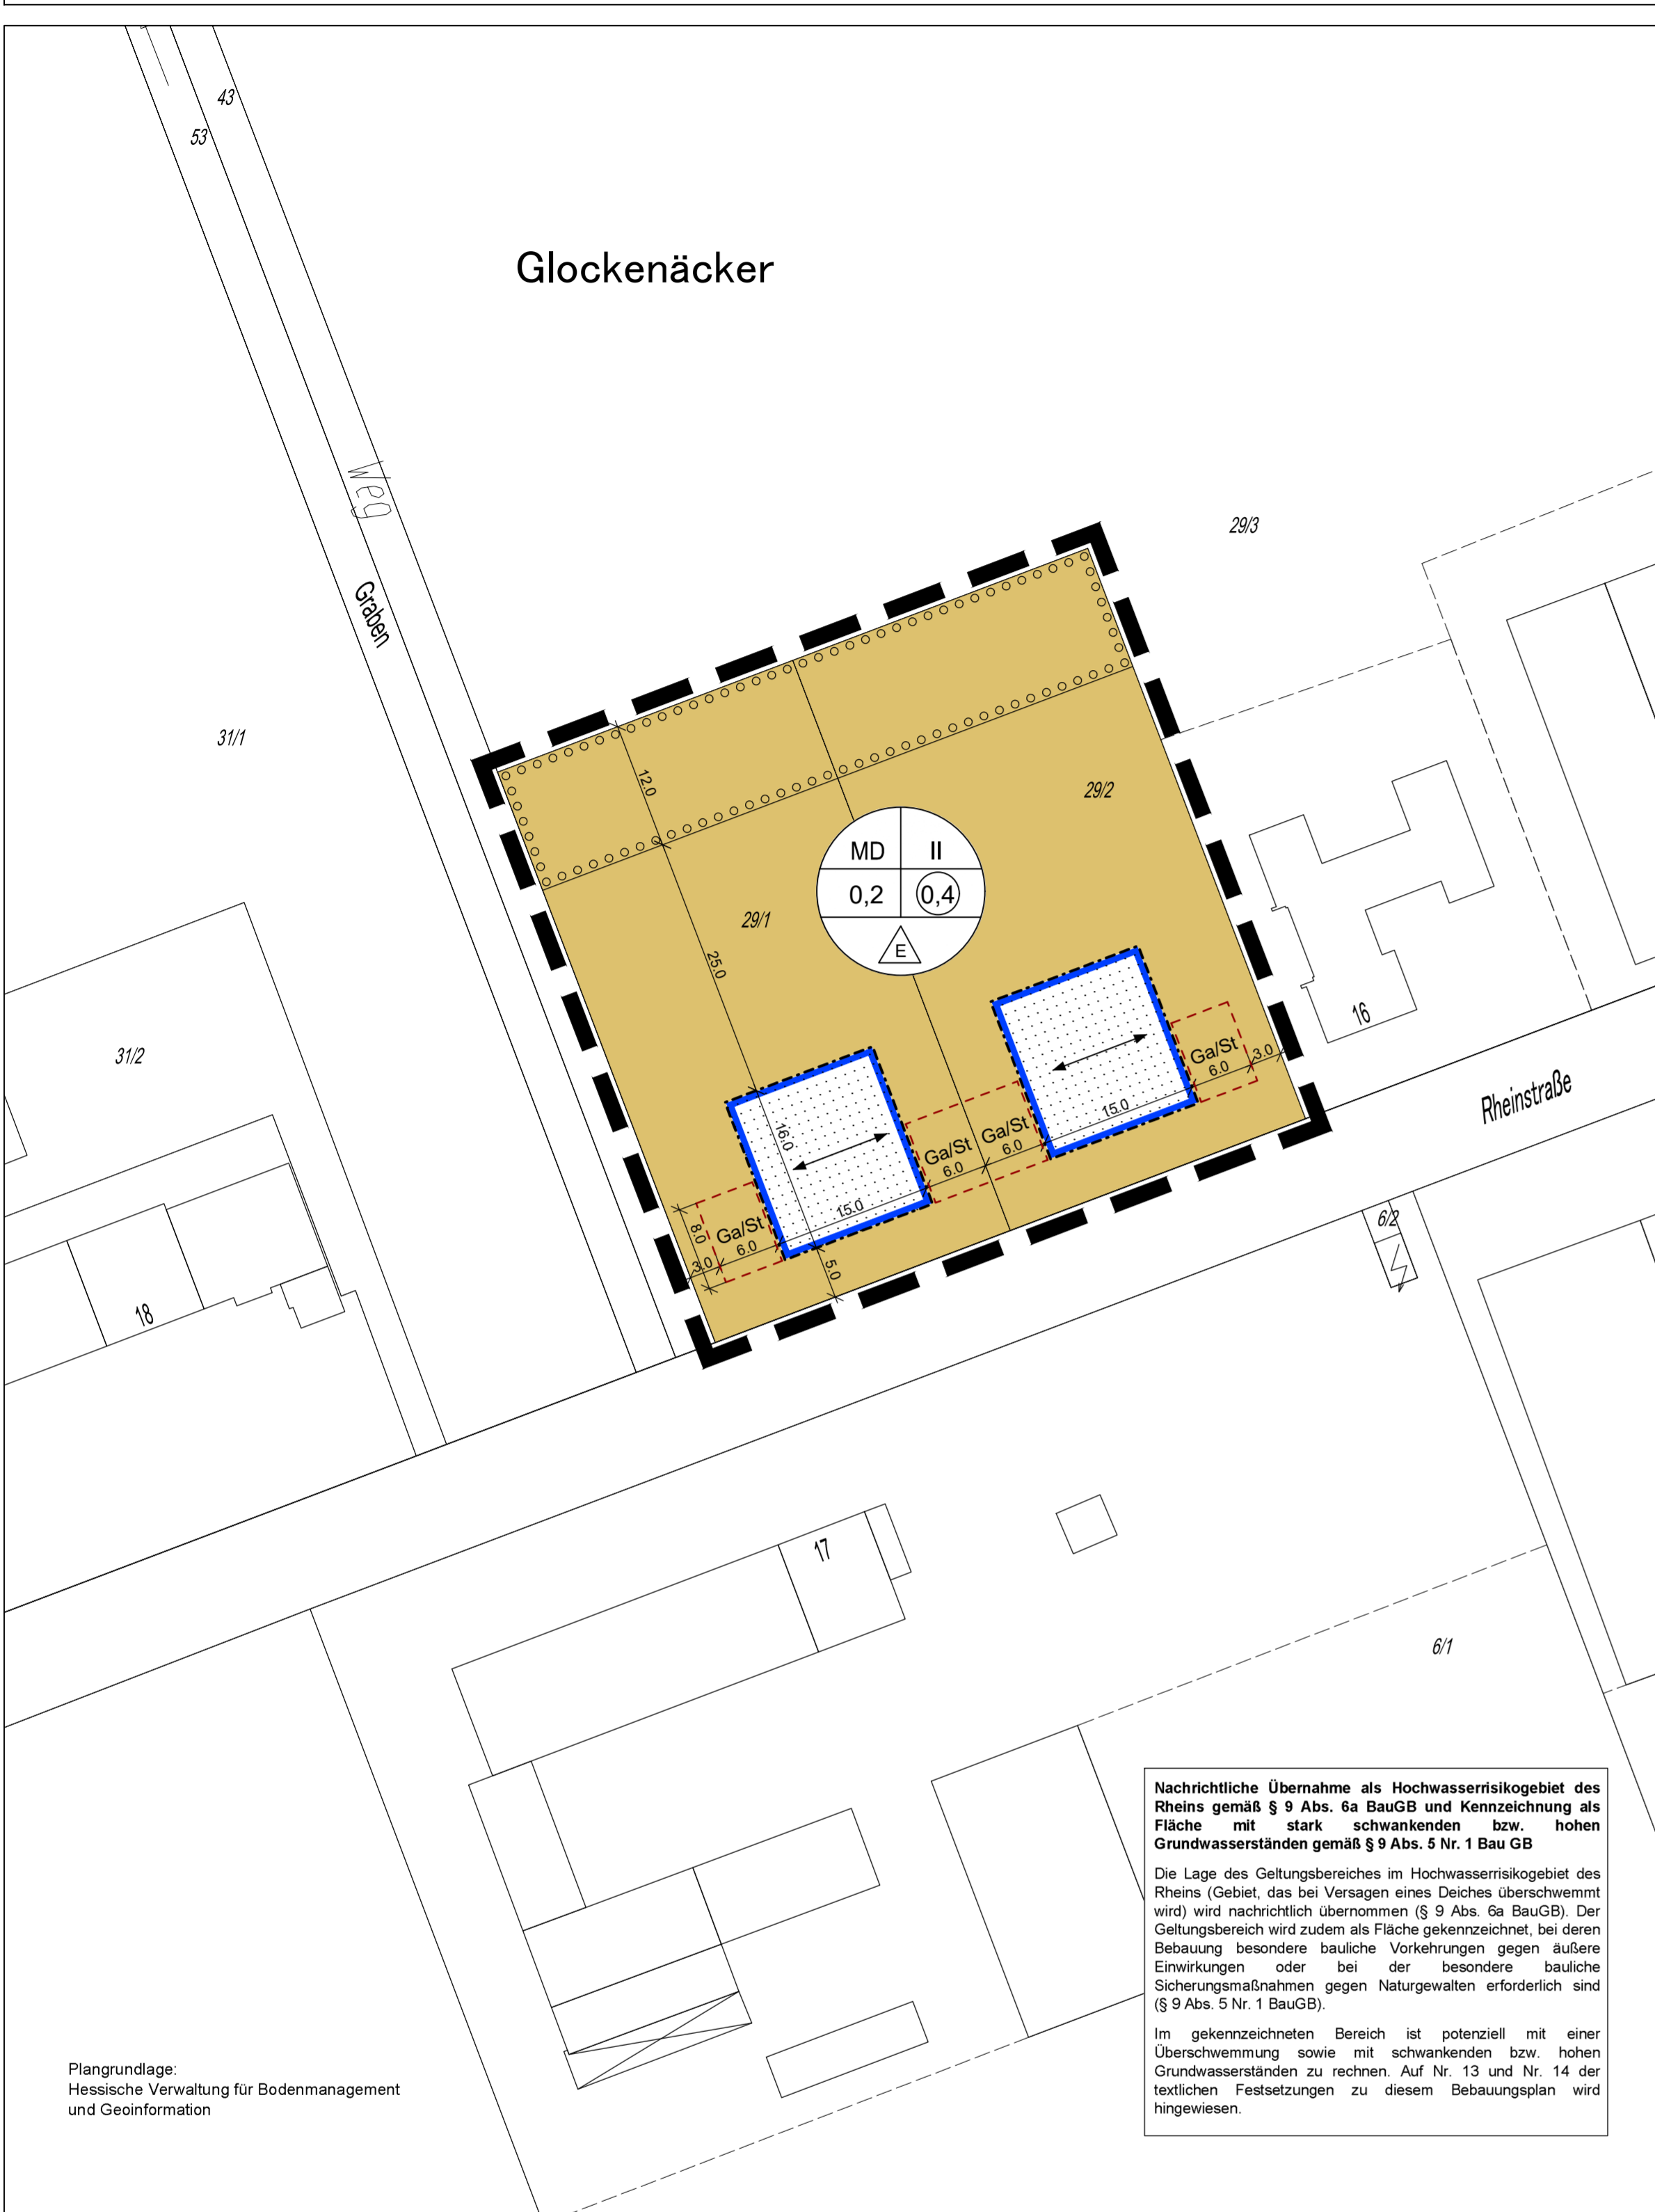 43
53
Glockenäcker
Weg
Graben
29/3
31/1
12.0
29/2
MD II
0,2 0,4
E
29/1
25.0
31/2
16
Ga/St
3.0
6.0
Rheinstraße
15.0
16.0
Ga/St
6.0
Ga/St
6.0
15.0
8.0
Ga/St
6.0
3.0
5.0
6/2
18
17
6/1
Nachrichtliche Übernahme als Hochwasserrisikogebiet des
Rheins gemäß § 9 Abs. 6a BauGB und Kennzeichnung als
Fläche mit stark schwankenden bzw. hohen
Grundwasserständen gemäß § 9 Abs. 5 Nr. 1 Bau GB
Die Lage des Geltungsbereiches im Hochwasserrisikogebiet des
Rheins (Gebiet, das bei Versagen eines Deiches überschwemmt
wird) wird nachrichtlich übernommen (§ 9 Abs. 6a BauGB). Der
Geltungsbereich wird zudem als Fläche gekennzeichnet, bei deren
Bebauung besondere bauliche Vorkehrungen gegen äußere
Einwirkungen oder bei der besondere bauliche
Sicherungsmaßnahmen gegen Naturgewalten erforderlich sind
(§ 9 Abs. 5 Nr. 1 BauGB).
Im gekennzeichneten Bereich ist potenziell mit einer
Überschwemmung sowie mit schwankenden bzw. hohen
Grundwasserständen zu rechnen. Auf Nr. 13 und Nr. 14 der
textlichen Festsetzungen zu diesem Bebauungsplan wird
hingewiesen.
Plangrundlage:
Hessische Verwaltung für Bodenmanagement
und Geoinformation